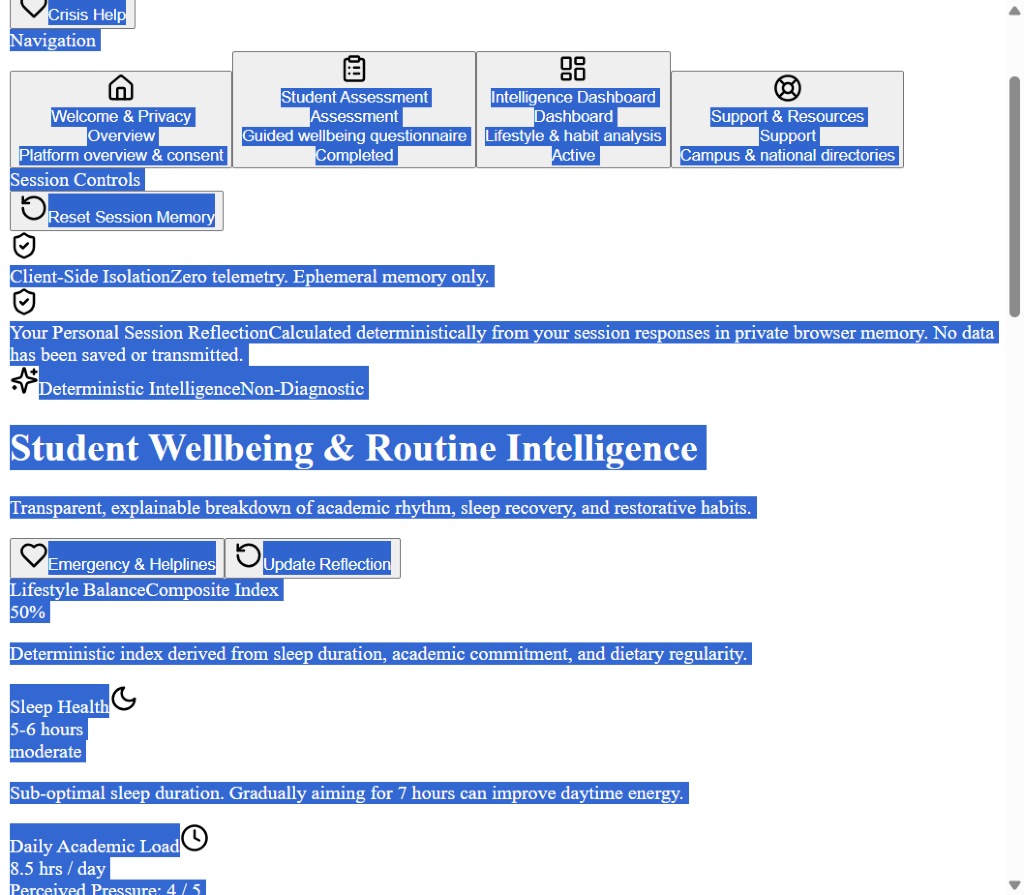 Crisis Help
Navigation
Welcome & Privacy
Overview
Platform overview & consent
Student Assessment
Assessment
Guided wellbeing questionnaire
Completed
Intelligence Dashboard
Dashboard
Lifestyle & habit analysis
Active
Support & Resources
Support
Campus & national directories
Session Controls
Reset Session Memory
Client-Side IsolationZero telemetry. Ephemeral memory only.
Your Personal Session ReflectionCalculated deterministically from your session responses in private browser memory. No data
has been saved or transmitted.
Deterministic IntelligenceNon-Diagnostic
Student Wellbeing & Routine Intelligence
Transparent, explainable breakdown of academic rhythm, sleep recovery, and restorative habits.
Emergency & Helplines
Update Reflection
Lifestyle BalanceComposite Index
50%
Deterministic index derived from sleep duration, academic commitment, and dietary regularity.
Sleep Health
5-6 hours
moderate
Sub-optimal sleep duration. Gradually aiming for 7 hours can improve daytime energy.
Daily Academic Load
8.5 hrs / day
Perceived Pressure: 4 / 5